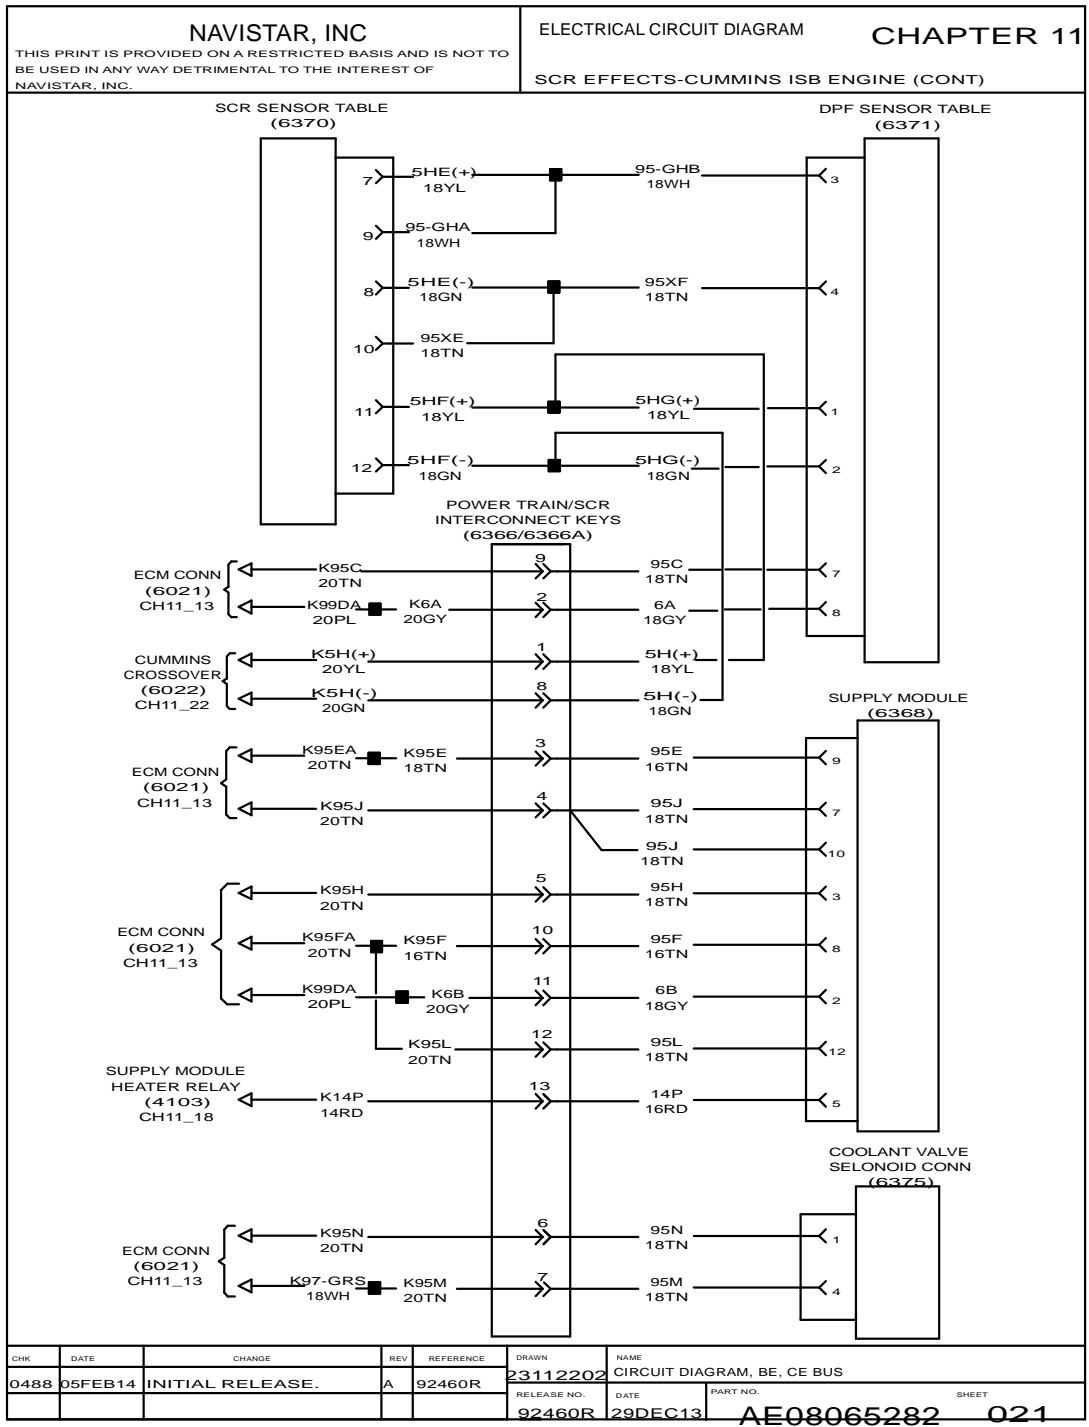 NAVISTAR, INC
THIS PRINT IS PROVIDED ON A RESTRICTED BASIS AND IS NOT TO
BE USED IN ANY WAY DETRIMENTAL TO THE INTEREST OF
NAVISTAR, INC.
ELECTRICAL CIRCUIT DIAGRAM
CHAPTER 11
SCR EFFECTS-CUMMINS ISB ENGINE (CONT)
SCR SENSOR TABLE
(6370)
DPF SENSOR TABLE
(6371)
7 5HE(+) 95-GHB 3
18YL 18WH
9 95-GHA
18WH
8 5HE(-) 95XF 4
18GN 18TN
10 95XE
18TN
11 5HF(+) 5HG(+) 1
18YL 18YL
12 5HF(-) 5HG(-) 2
18GN 18GN
POWER TRAIN/SCR
INTERCONNECT KEYS
(6366/6366A)
ECM CONN
(6021)
CH11_13
K95C 9 95C 7
20TN 18TN
K99DA K6A 2 6A 8
20PL 20GY 18GY
CUMMINS
CROSSOVER
(6022)
CH11_22
K5H(+) 1 5H(+)
20YL 18YL
K5H(-) 8 5H(-)
20GN 18GN
SUPPLY MODULE
(6368)
ECM CONN
(6021)
CH11_13
K95EA K95E 3 95E 9
20TN 18TN 16TN
K95J 4 95J 7
20TN 18TN
95J 10
18TN
ECM CONN
(6021)
CH11_13
K95H 5 95H 3
20TN 18TN
K95FA K95F 10 95F 8
20TN 16TN 16TN
K99DA K6B 11 6B 2
20PL 20GY 18GY
K95L 12 95L 12
20TN 18TN
SUPPLY MODULE
HEATER RELAY
(4103)
CH11_18
K14P 13 14P 5
14RD 16RD
COOLANT VALVE
SELONOID CONN
(6375)
ECM CONN
(6021)
CH11_13
K95N 6 95N 1
20TN 18TN
K97-GRS K95M 7 95M 4
18WH 20TN 18TN
CHK DATE CHANGE REV REFERENCE
0488 05FEB14 INITIAL RELEASE. A 92460R
DRAWN
23112202
NAME
CIRCUIT DIAGRAM, BE, CE BUS
RELEASE NO. DATE PART NO. SHEET
92460R 29DEC13 AE08065282 021